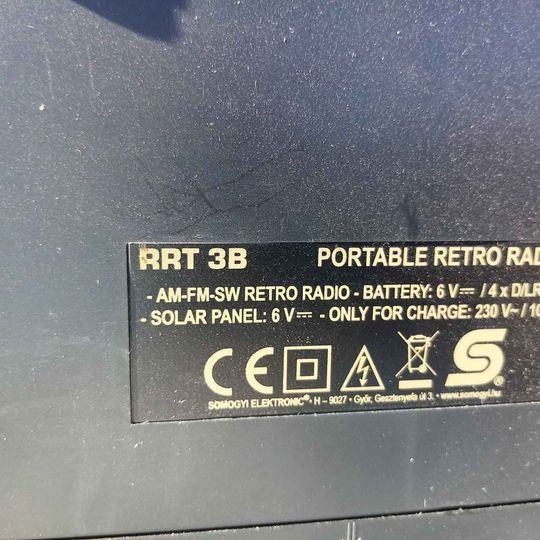 RRT 3B PORTABLE RETRO RAD
- AM-FM-SW RETRO RADIO - BATTERY: 6 V⎓ / 4 x D/LR
- SOLAR PANEL: 6 V⎓ - ONLY FOR CHARGE: 230 V~ / 10
CE S®
SOMOGYI ELEKTRONIC® • H – 9027 • Győr, Gesztenyefa út 3. • www.somogyi.hu